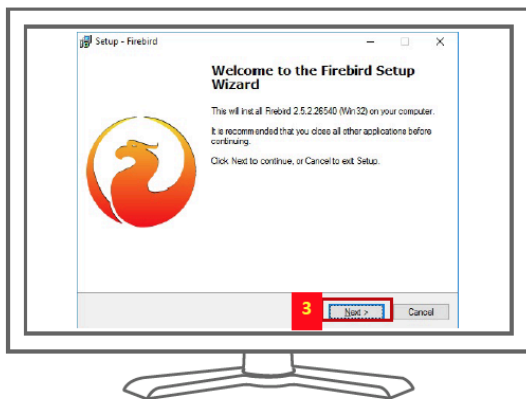 Setup - Firebird
Welcome to the Firebird Setup
Wizard
This will install Firebird 2.5.2.26540 (Win32) on your computer.
It is recommended that you close all other applications before
continuing.
Click Next to continue, or Cancel to exit Setup.
3
Next >
Cancel